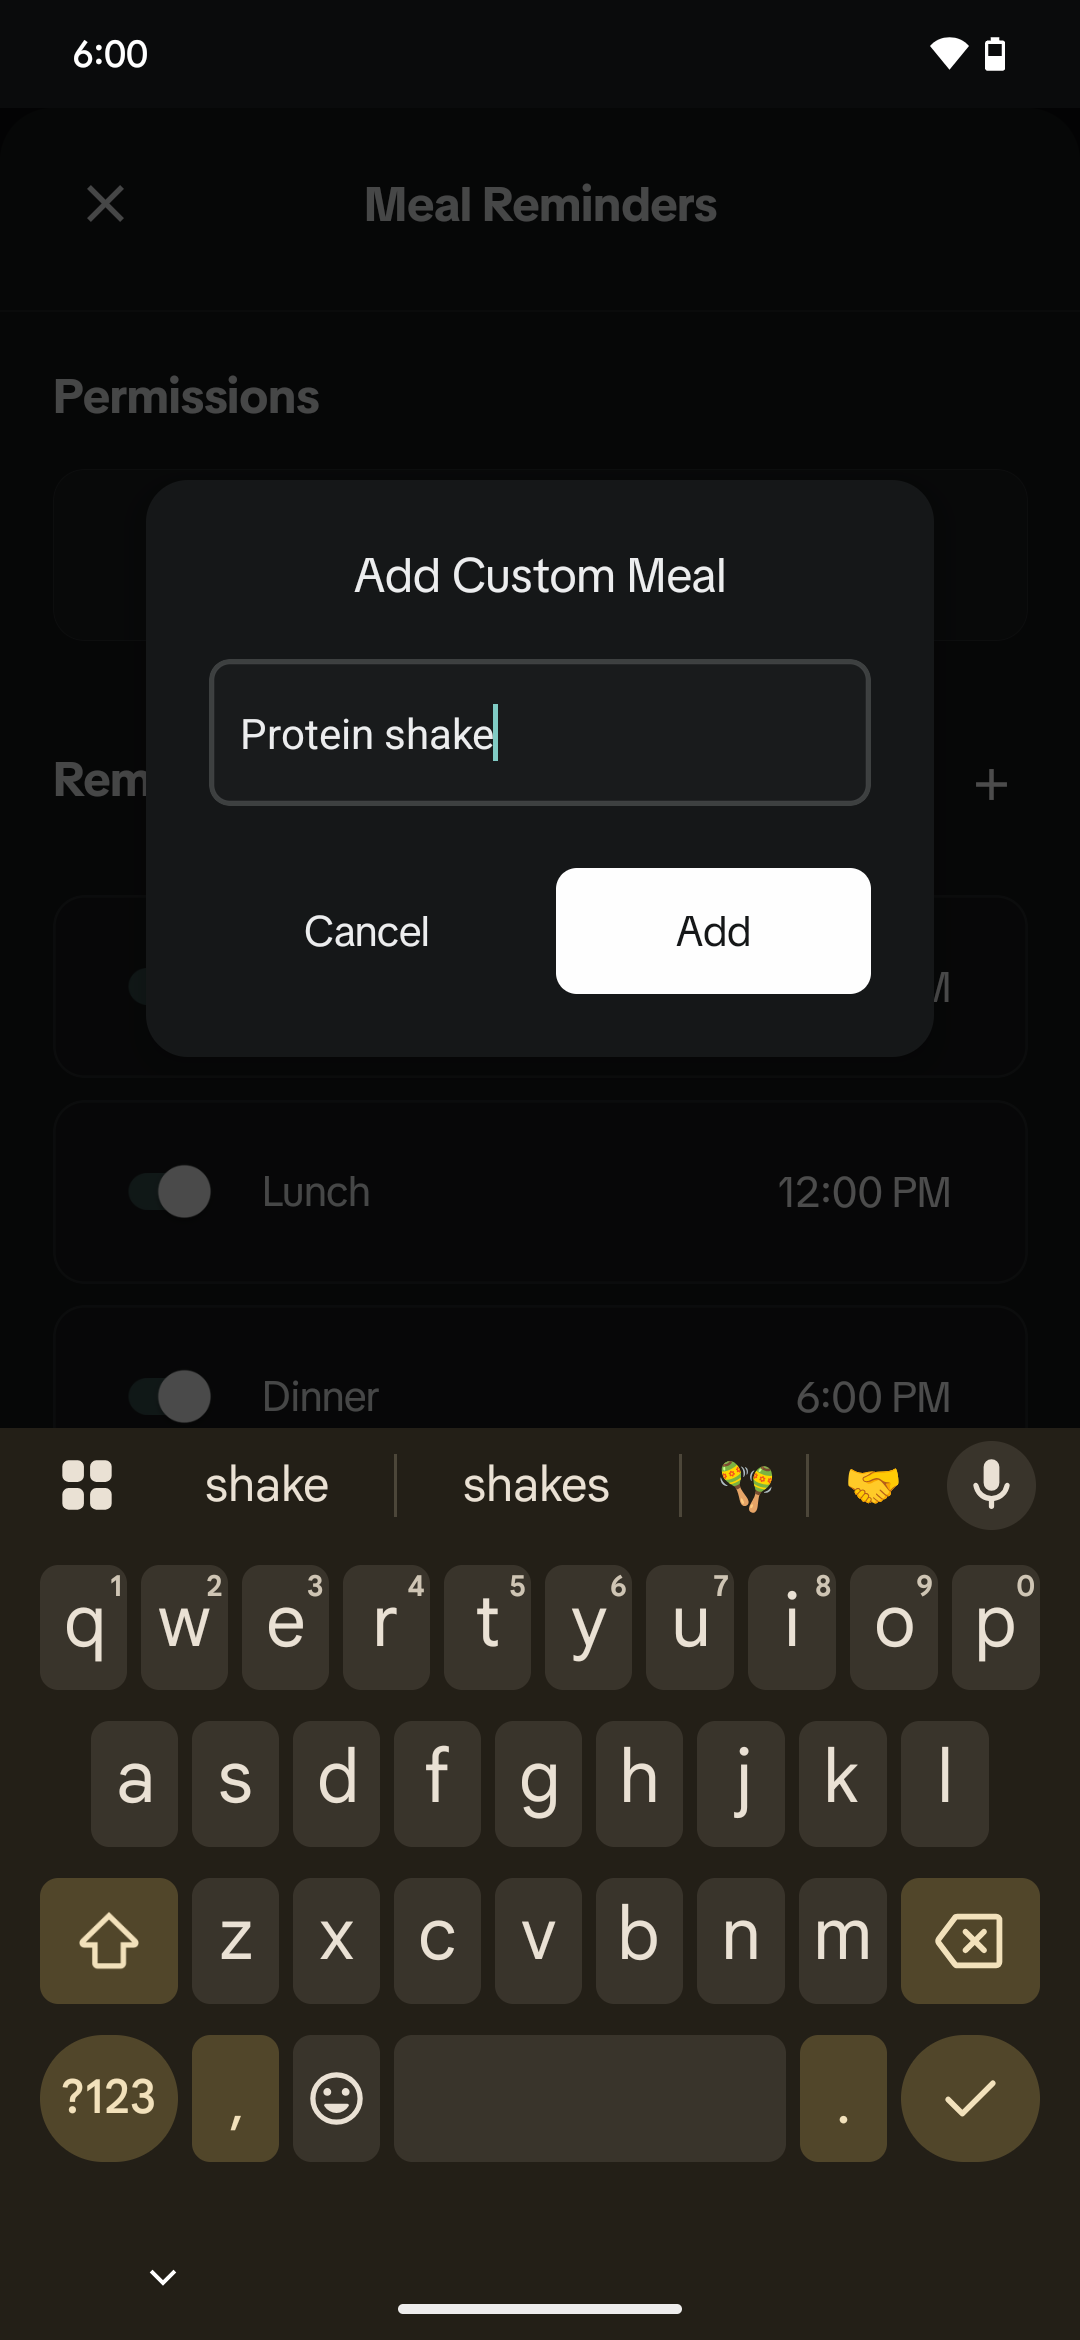 6:00
Meal Reminders
Permissions
Add Custom Meal
Protein shake
Rem
Cancel
Add
M
Lunch
12:00 PM
Dinner
6:00 PM
shake
shakes
q1 w2 e3 r4 t5 y6 u7 i8 o9 p0
a s d f g h j k l
z x c v b n m
?123 , .